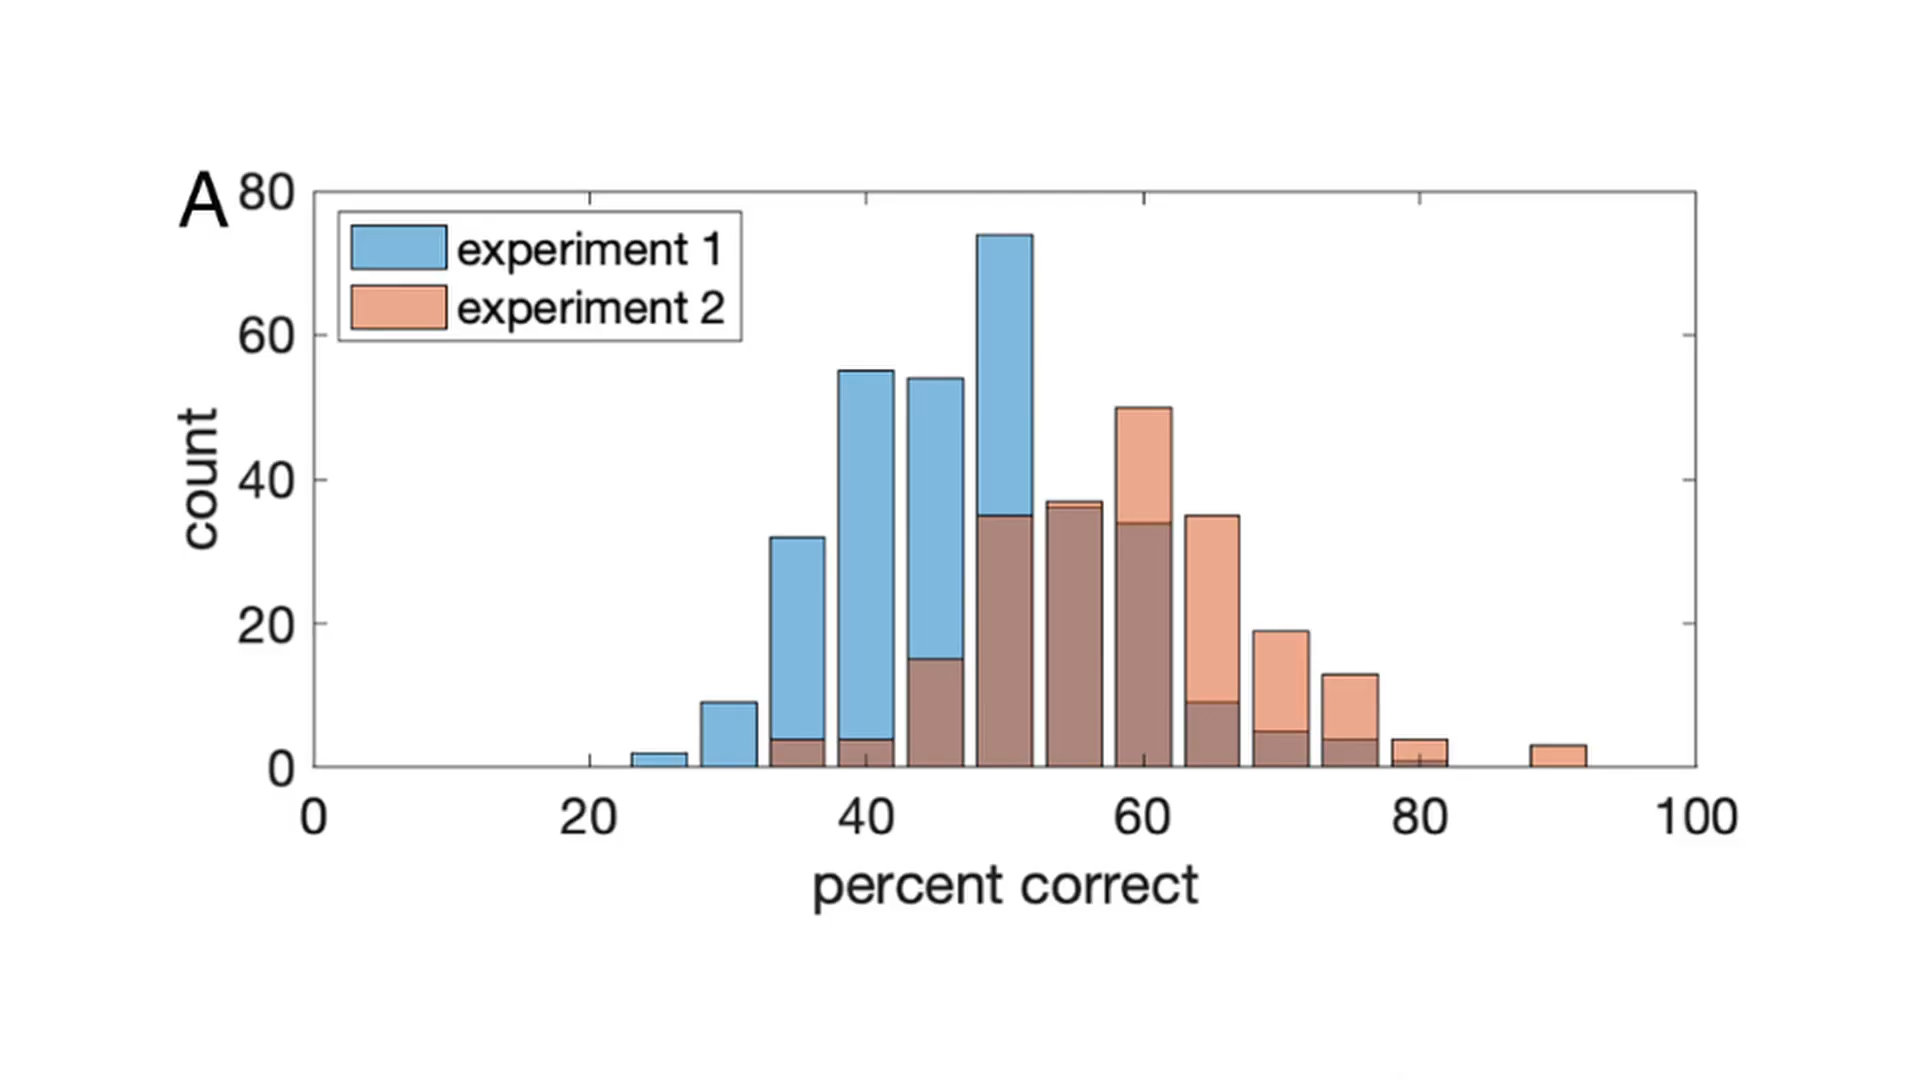 A
80
experiment 1
experiment 2
60
40
20
0
count
0 20 40 60 80 100
percent correct